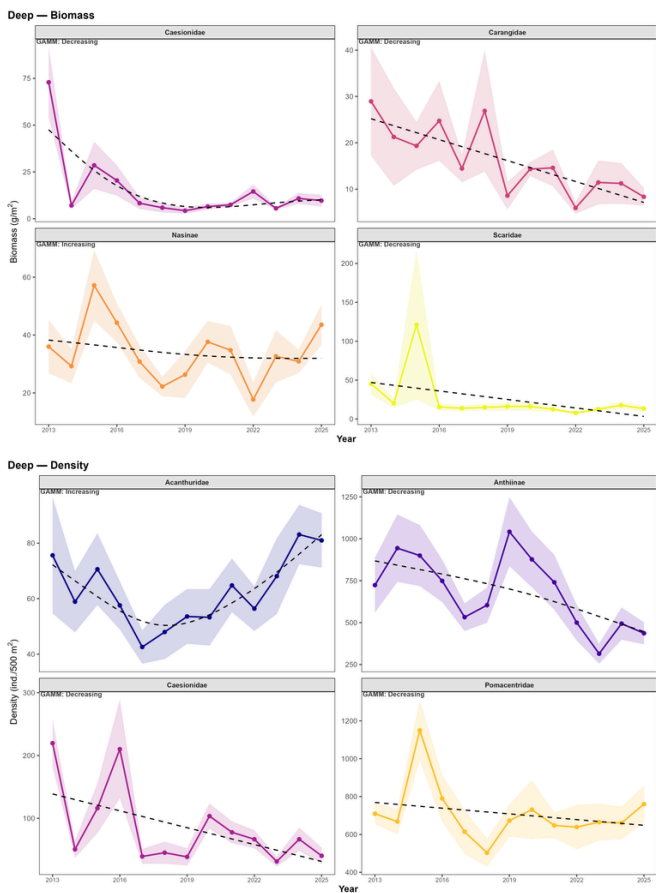 Deep — Biomass
Caesionidae
Carangidae
GAMM: Decreasing
GAMM: Decreasing
75
50
25
0
40
30
20
10
Nasinae
Scaridae
GAMM: Increasing
GAMM: Decreasing
60
40
20
200
150
100
50
0
Biomass (g/m²)
2013
2016
2019
2022
2025
2013
2016
2019
2022
2025
Year
Deep — Density
Acanthuridae
Anthiinae
GAMM: Increasing
GAMM: Decreasing
80
60
40
1250
1000
750
500
250
Caesionidae
Pomacentridae
GAMM: Decreasing
GAMM: Decreasing
300
200
100
1200
1000
800
600
400
Density (ind./500 m²)
2013
2016
2019
2022
2025
2013
2016
2019
2022
2025
Year